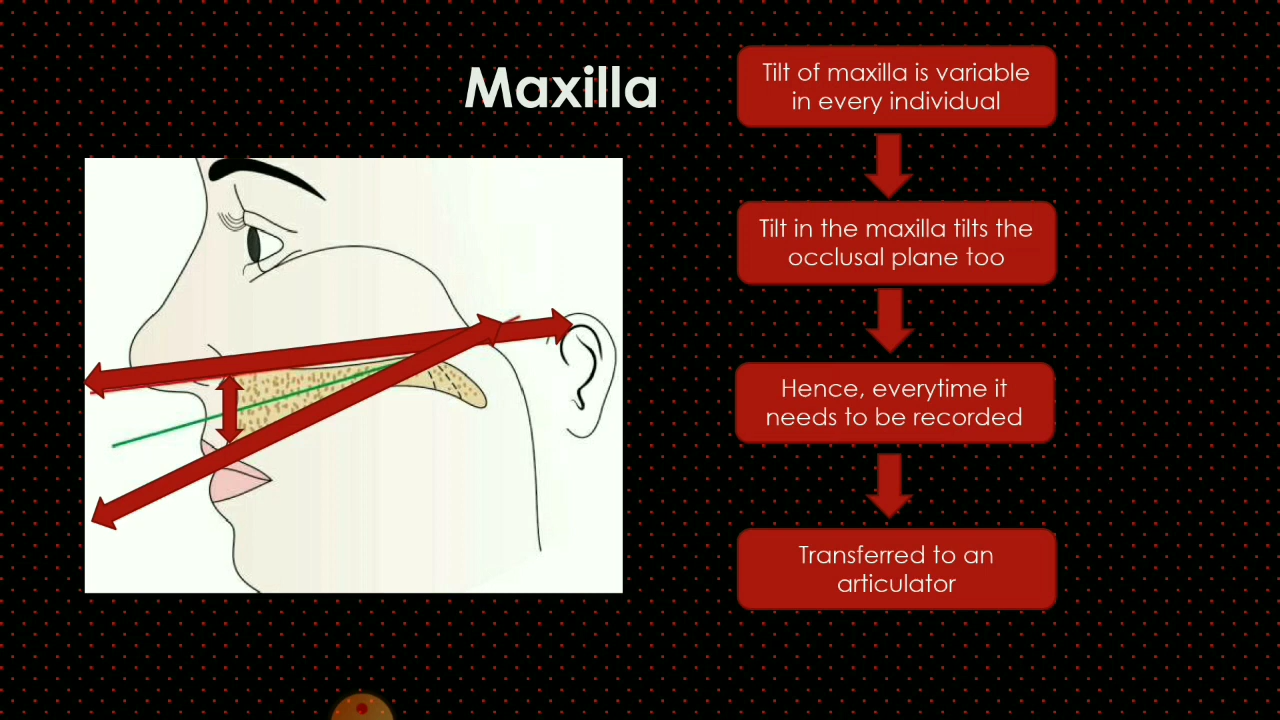 Maxilla
Tilt of maxilla is variable
in every individual
Tilt in the maxilla tilts the
occlusal plane too
Hence, everytime it
needs to be recorded
Transferred to an
articulator